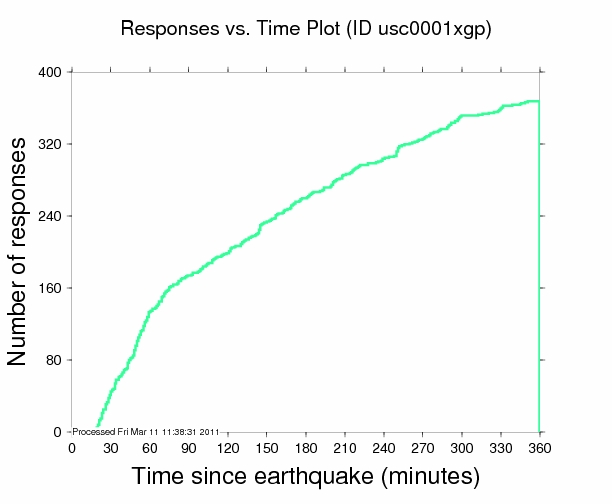 Responses vs. Time Plot (ID usc0001xgp)
400
320
240
160
80
0
Number of responses
Processed Fri Mar 11 11:38:31 2011
0 30 60 90 120 150 180 210 240 270 300 330 360
Time since earthquake (minutes)